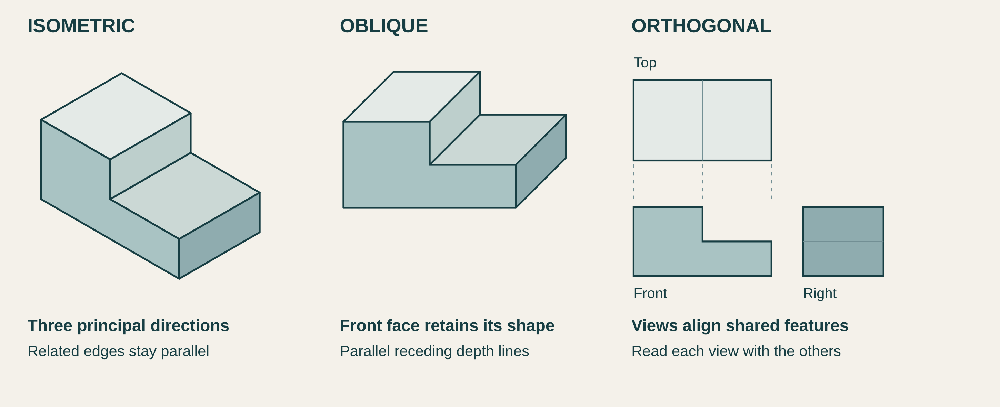 ISOMETRIC
Three principal directions
Related edges stay parallel
OBLIQUE
Front face retains its shape
Parallel receding depth lines
ORTHOGONAL
Top
Front
Right
Views align shared features
Read each view with the others